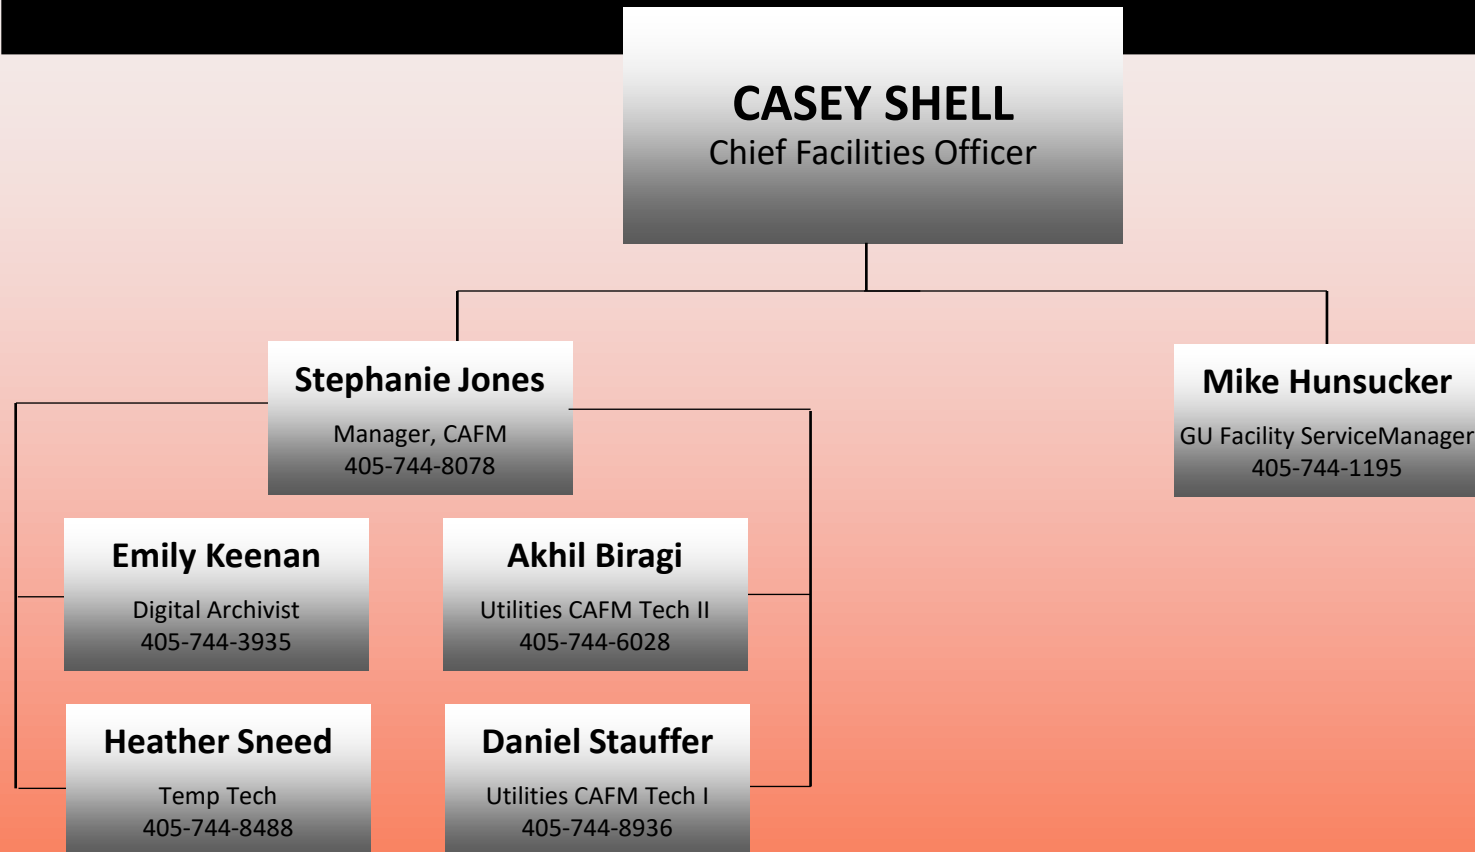 CASEY SHELL
Chief Facilities Officer
Stephanie Jones
Manager, CAFM
405-744-8078
Mike Hunsucker
GU Facility ServiceManager
405-744-1195
Emily Keenan
Digital Archivist
405-744-3935
Akhil Biragi
Utilities CAFM Tech II
405-744-6028
Heather Sneed
Temp Tech
405-744-8488
Daniel Stauffer
Utilities CAFM Tech I
405-744-8936